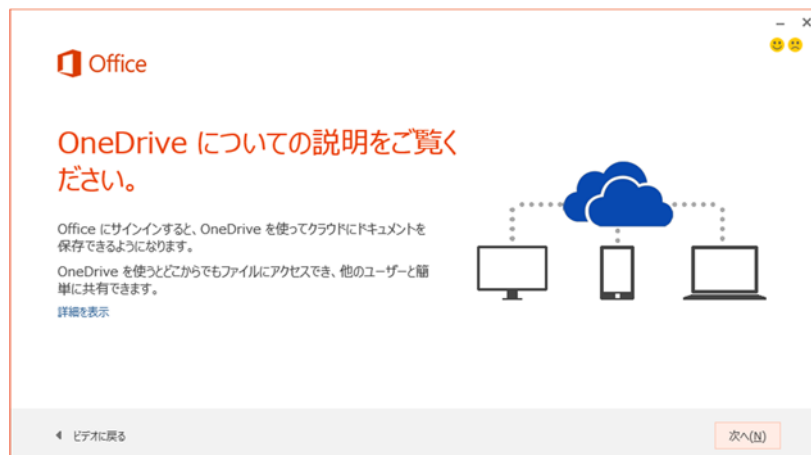 Office
OneDrive についての説明をご覧く
ださい。
Office にサインインすると、OneDrive を使ってクラウドにドキュメントを
保存できるようになります。
OneDrive を使うとどこからでもファイルにアクセスでき、他のユーザーと簡
単に共有できます。
詳細を表示
ビデオに戻る
次へ(N)